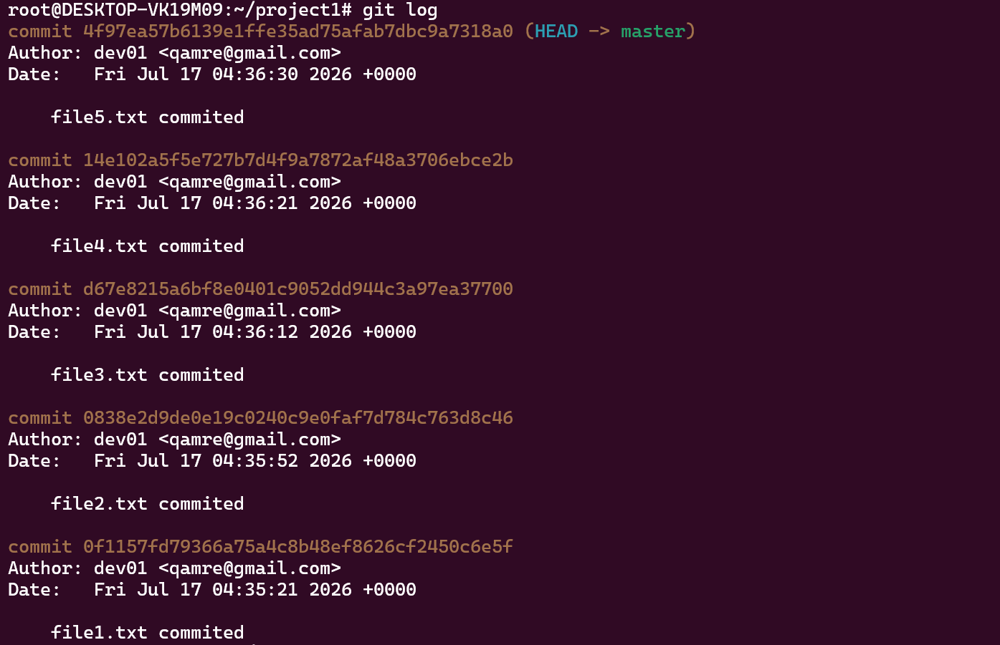 root@DESKTOP-VK19M09:~/project1# git log
commit 4f97ea57b6139e1ffe35ad75afab7dbc9a7318a0 (HEAD -> master)
Author: dev01 <qamre@gmail.com>
Date:   Fri Jul 17 04:36:30 2026 +0000
    file5.txt commited
commit 14e102a5f5e727b7d4f9a7872af48a3706ebce2b
Author: dev01 <qamre@gmail.com>
Date:   Fri Jul 17 04:36:21 2026 +0000
    file4.txt commited
commit d67e8215a6bf8e0401c9052dd944c3a97ea37700
Author: dev01 <qamre@gmail.com>
Date:   Fri Jul 17 04:36:12 2026 +0000
    file3.txt commited
commit 0838e2d9de0e19c0240c9e0faf7d784c763d8c46
Author: dev01 <qamre@gmail.com>
Date:   Fri Jul 17 04:35:52 2026 +0000
    file2.txt commited
commit 0f1157fd79366a75a4c8b48ef8626cf2450c6e5f
Author: dev01 <qamre@gmail.com>
Date:   Fri Jul 17 04:35:21 2026 +0000
    file1.txt commited